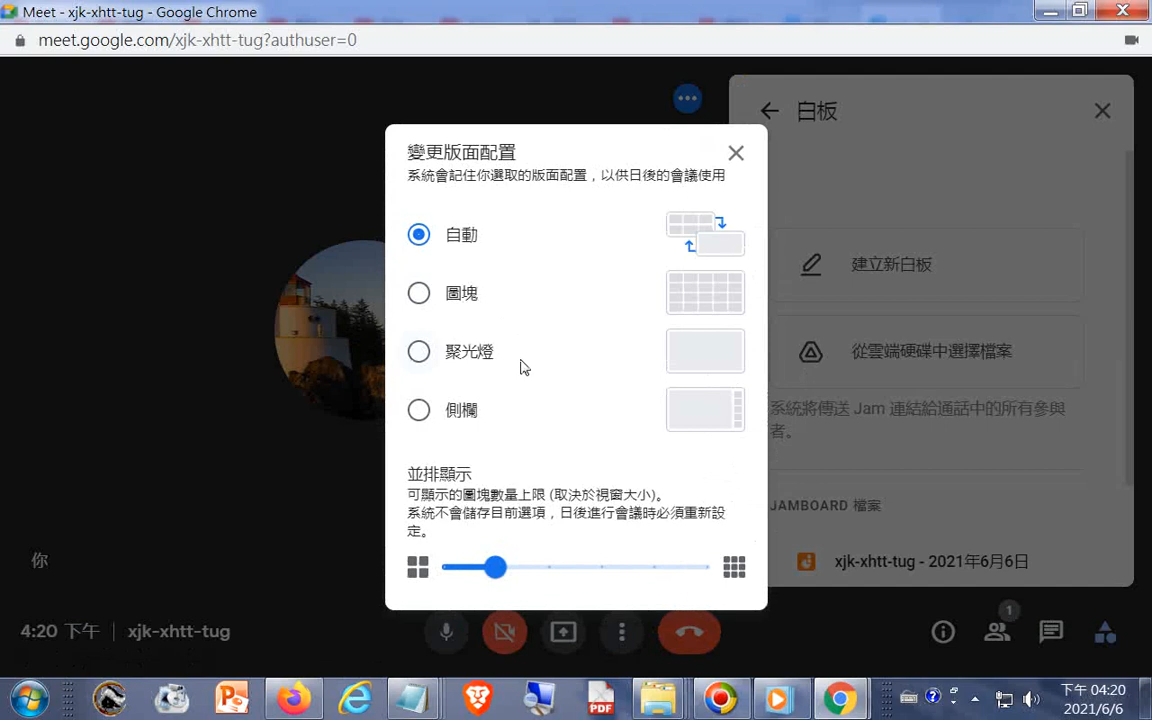 Meet - xjk-xhtt-tug - Google Chrome
meet.google.com/xjk-xhtt-tug?authuser=0
白板
變更版面配置
系統會記住你選取的版面配置，以供日後的會議使用
自動
圖塊
聚光燈
側欄
並排顯示
可顯示的圖塊數量上限 (取決於視窗大小)。
系統不會儲存目前選項，日後進行會議時必須重新設
定。
建立新白板
從雲端硬碟中選擇檔案
系統將傳送 Jam 連結給通話中的所有參與
者。
JAMBOARD 檔案
xjk-xhtt-tug - 2021年6月6日
你
4:20 下午 | xjk-xhtt-tug
1
PDF
下午 04:20
2021/6/6